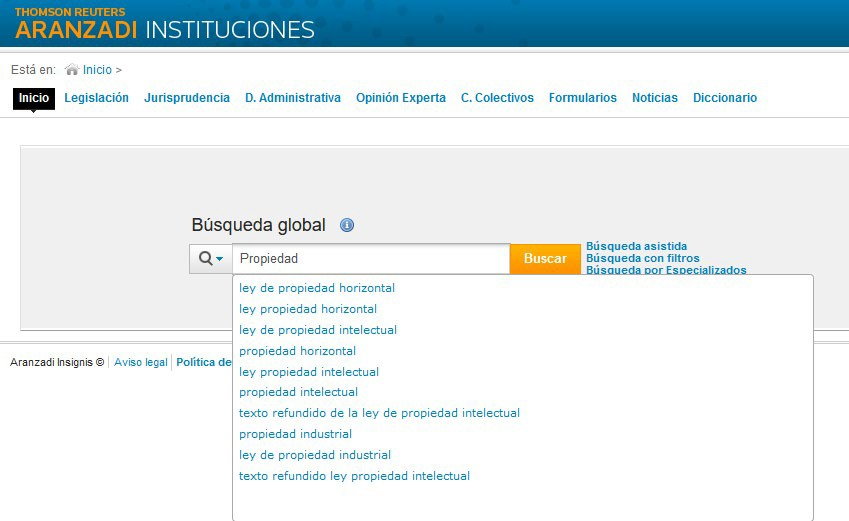 THOMSON REUTERS
ARANZADI INSTITUCIONES
Está en: Inicio >
Inicio Legislación Jurisprudencia D. Administrativa Opinión Experta C. Colectivos Formularios Noticias Diccionario
Búsqueda global
Propiedad Buscar
Búsqueda asistida
Búsqueda con filtros
Búsqueda por Especializados
ley de propiedad horizontal
ley propiedad horizontal
ley de propiedad intelectual
propiedad horizontal
ley propiedad intelectual
propiedad intelectual
texto refundido de la ley de propiedad intelectual
propiedad industrial
ley de propiedad industrial
texto refundido ley propiedad intelectual
Aranzadi Insignis © Aviso legal Política de